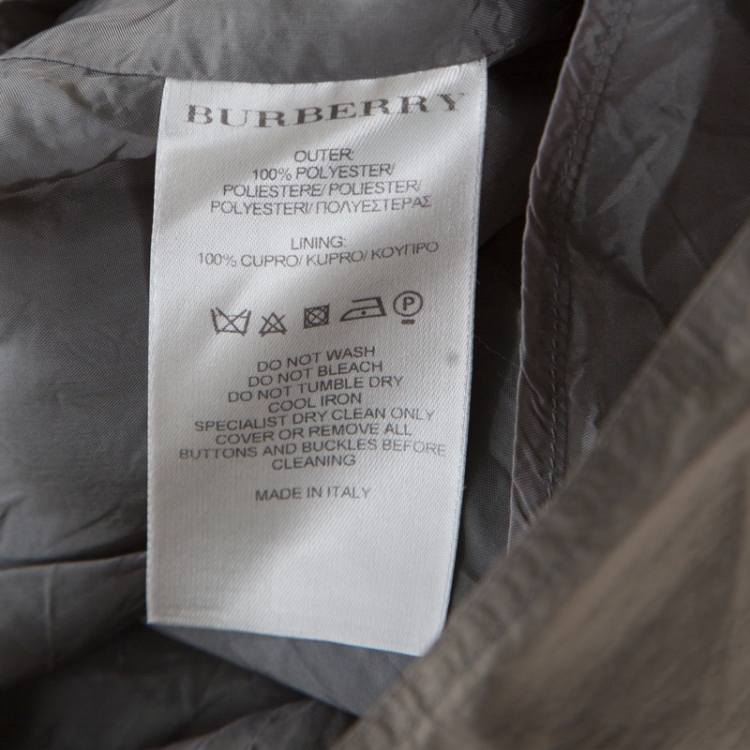 BURBERRY
OUTER:
100% POLYESTER/
POLIESTERE/ POLIESTER/
POLYESTERI/ ΠΟΛΥΕΣΤΕΡΑΣ
LINING:
100% CUPRO/ KUPRO/ ΚΟΥΠΡΟ
P
DO NOT WASH
DO NOT BLEACH
DO NOT TUMBLE DRY
COOL IRON
SPECIALIST DRY CLEAN ONLY
COVER OR REMOVE ALL
BUTTONS AND BUCKLES BEFORE
CLEANING
MADE IN ITALY